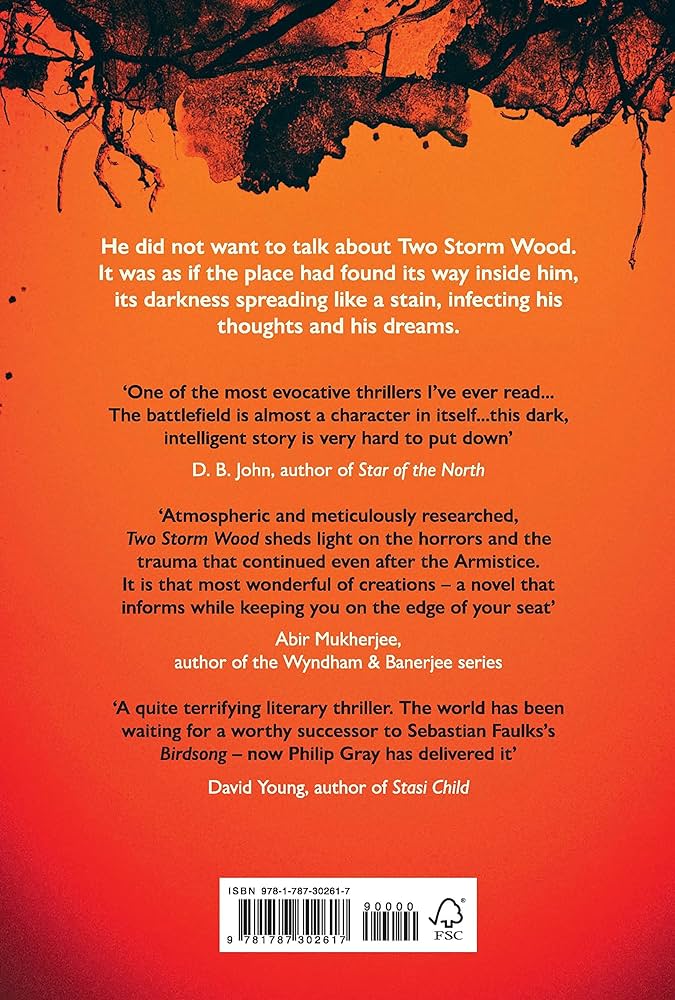 He did not want to talk about Two Storm Wood.
It was as if the place had found its way inside him,
its darkness spreading like a stain, infecting his
thoughts and his dreams.
‘One of the most evocative thrillers I’ve ever read...
The battlefield is almost a character in itself...this dark,
intelligent story is very hard to put down’
D. B. John, author of Star of the North
‘Atmospheric and meticulously researched,
Two Storm Wood sheds light on the horrors and the
trauma that continued even after the Armistice.
It is that most wonderful of creations – a novel that
informs while keeping you on the edge of your seat’
Abir Mukherjee,
author of the Wyndham & Banerjee series
‘A quite terrifying literary thriller. The world has been
waiting for a worthy successor to Sebastian Faulks’s
Birdsong – now Philip Gray has delivered it’
David Young, author of Stasi Child
ISBN 978-1-787-30261-7
90000
9 781787 302617
®
FSC